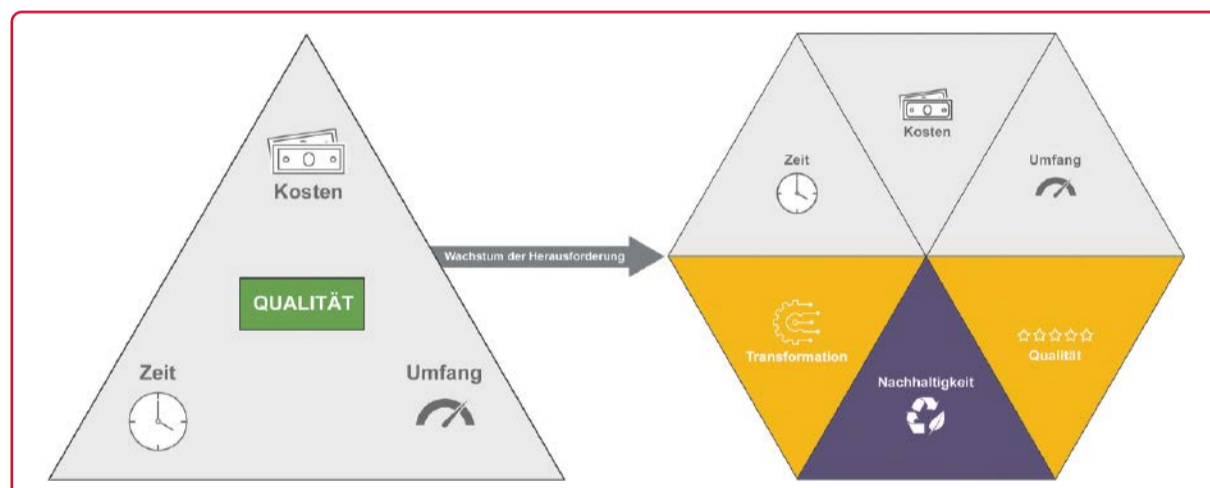 Kosten
QUALITÄT
Zeit
Umfang
Wachstum der Herausforderung
Kosten
Zeit
Umfang
Transformation
Qualität
Nachhaltigkeit